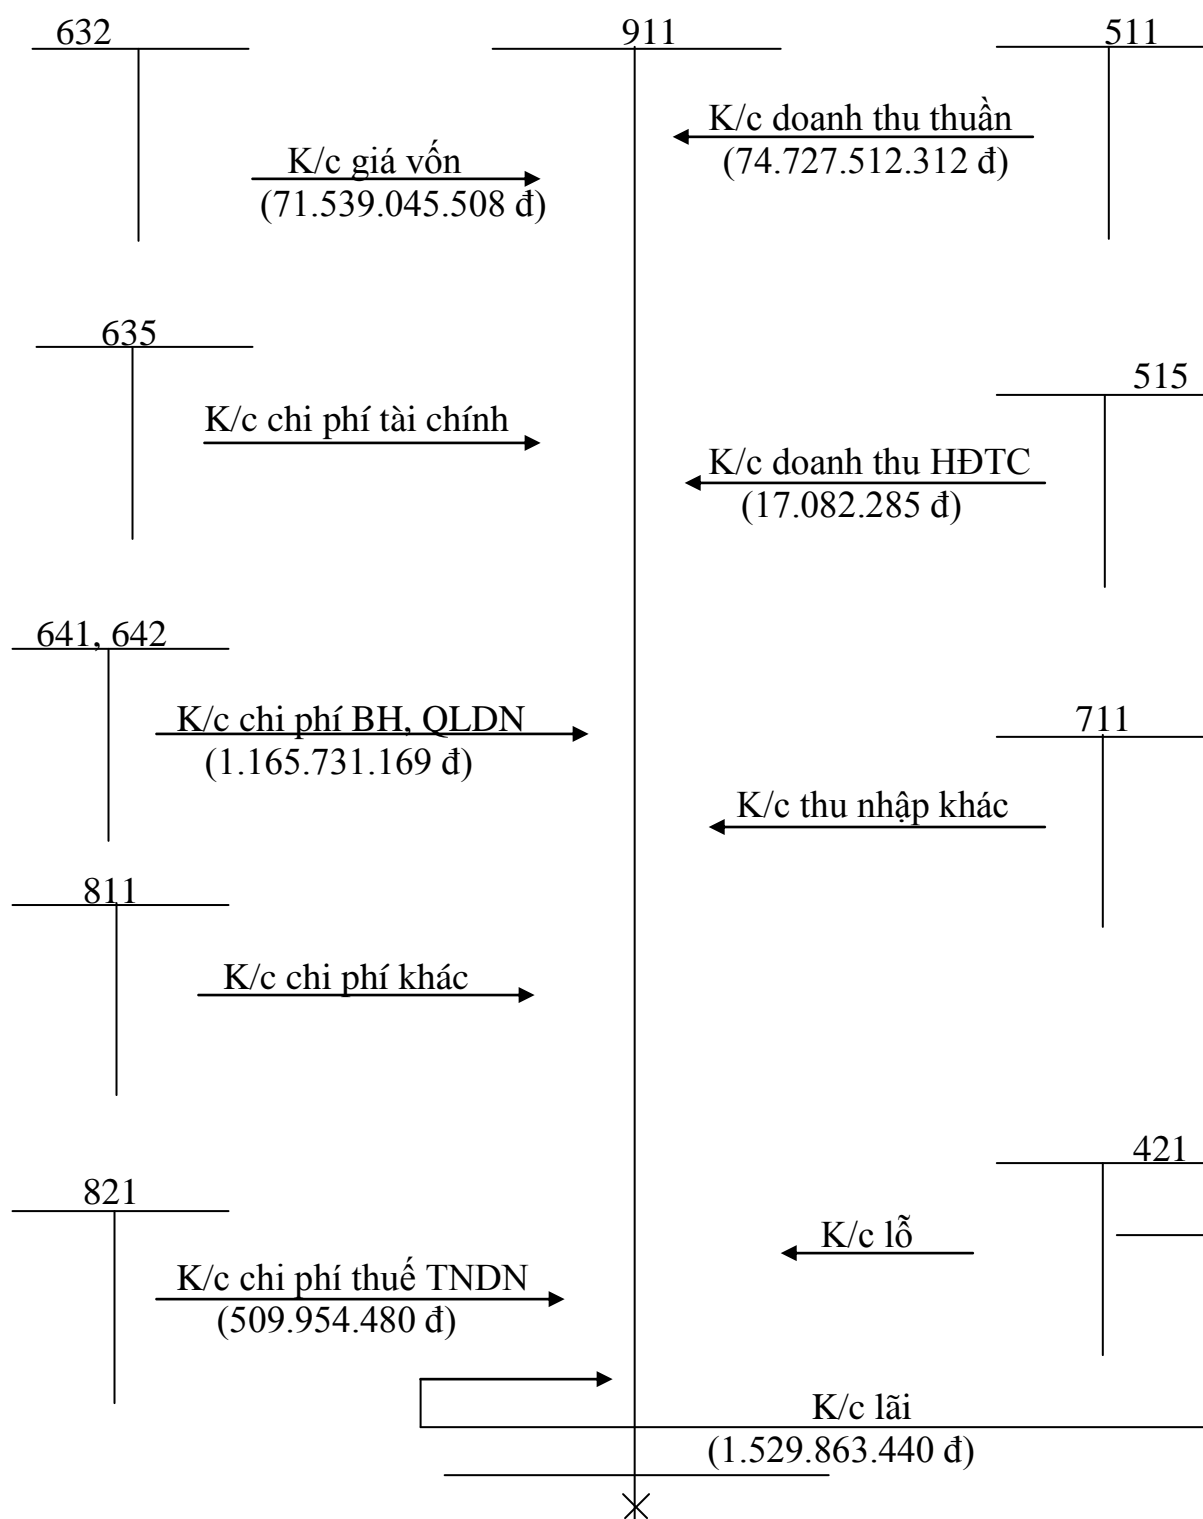 632
911
511
K/c giá vốn
(71.539.045.508 đ)
K/c doanh thu thuần
(74.727.512.312 đ)
635
K/c chi phí tài chính
515
K/c doanh thu HĐTC
(17.082.285 đ)
641, 642
K/c chi phí BH, QLDN
(1.165.731.169 đ)
711
K/c thu nhập khác
811
K/c chi phí khác
421
K/c lỗ
821
K/c chi phí thuế TNDN
(509.954.480 đ)
K/c lãi
(1.529.863.440 đ)